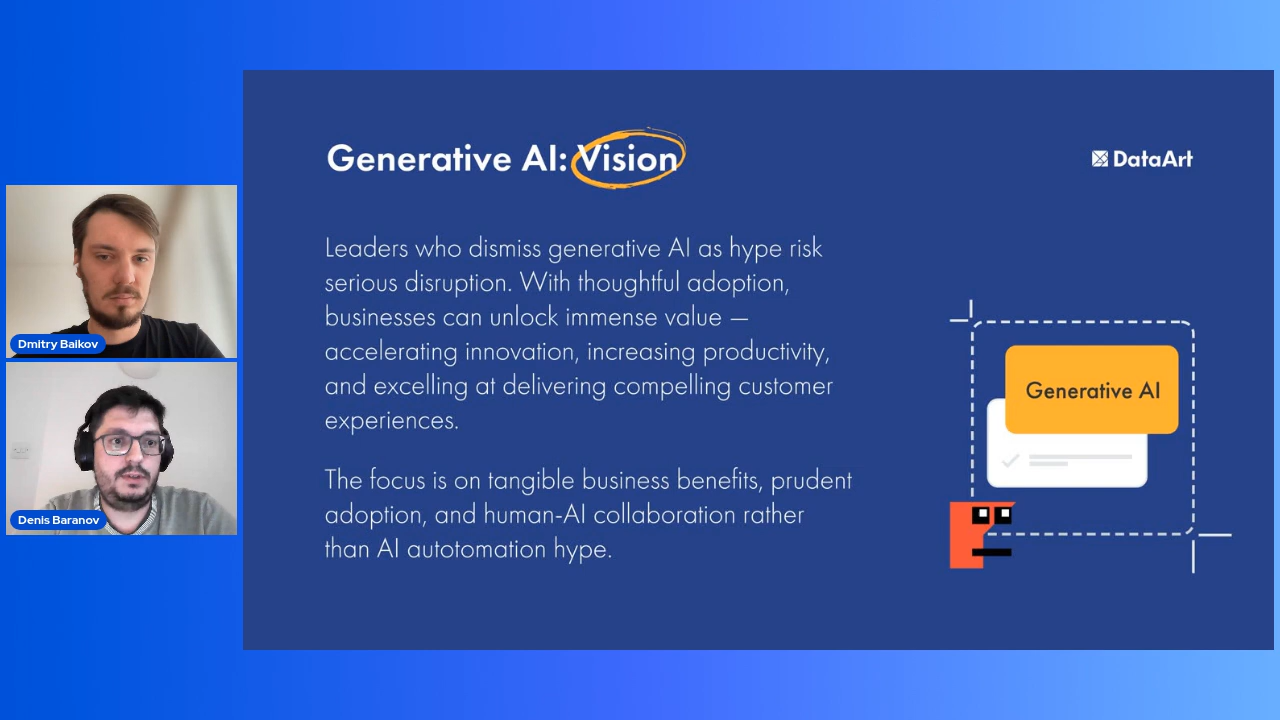 Generative AI: Vision
DataArt
Leaders who dismiss generative AI as hype risk
serious disruption. With thoughtful adoption,
businesses can unlock immense value —
accelerating innovation, increasing productivity,
and excelling at delivering compelling customer
experiences.
The focus is on tangible business benefits, prudent
adoption, and human-AI collaboration rather
than AI autotomation hype.
Generative AI
Dmitry Baikov
Denis Baranov